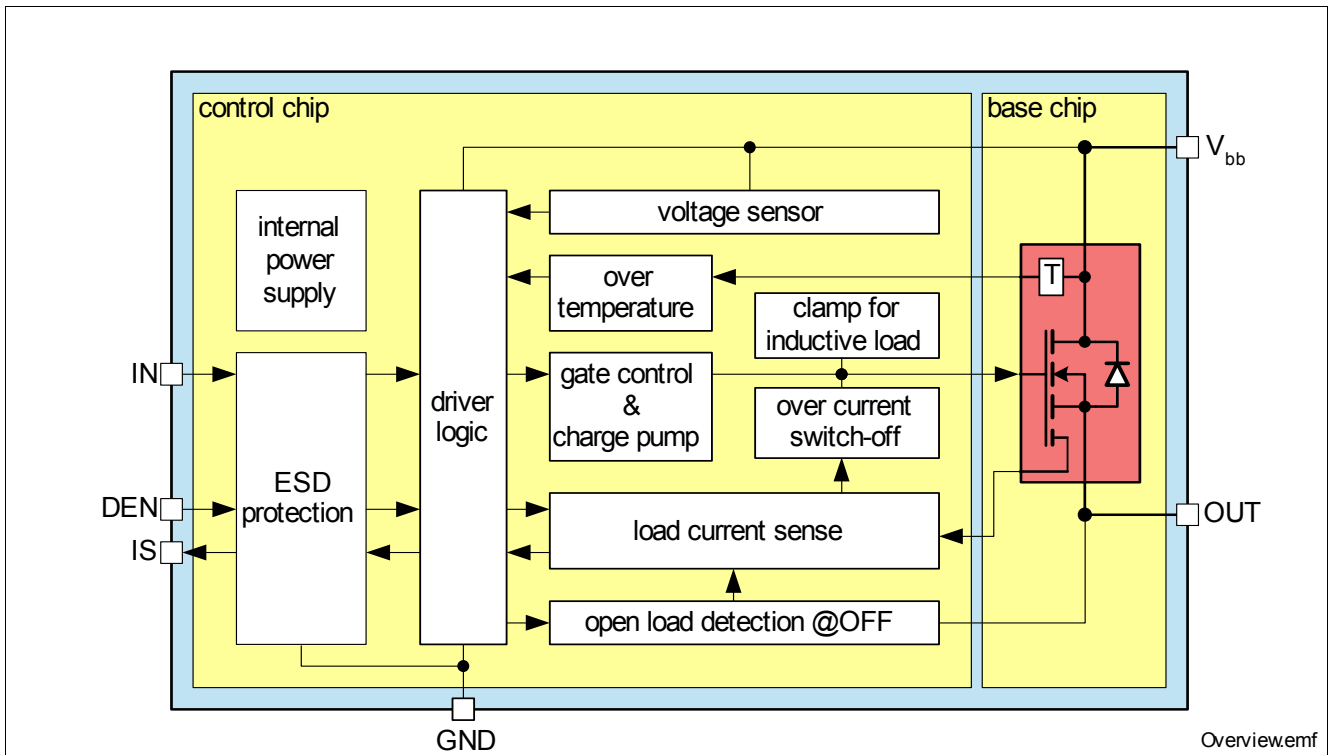 control chip
base chip
V_bb
voltage sensor
internal
power
supply
over
temperature
T
clamp for
inductive load
IN
driver
logic
gate control
&
charge pump
over current
switch-off
ESD
protection
DEN
IS
load current sense
OUT
open load detection @OFF
GND
Overview.emf